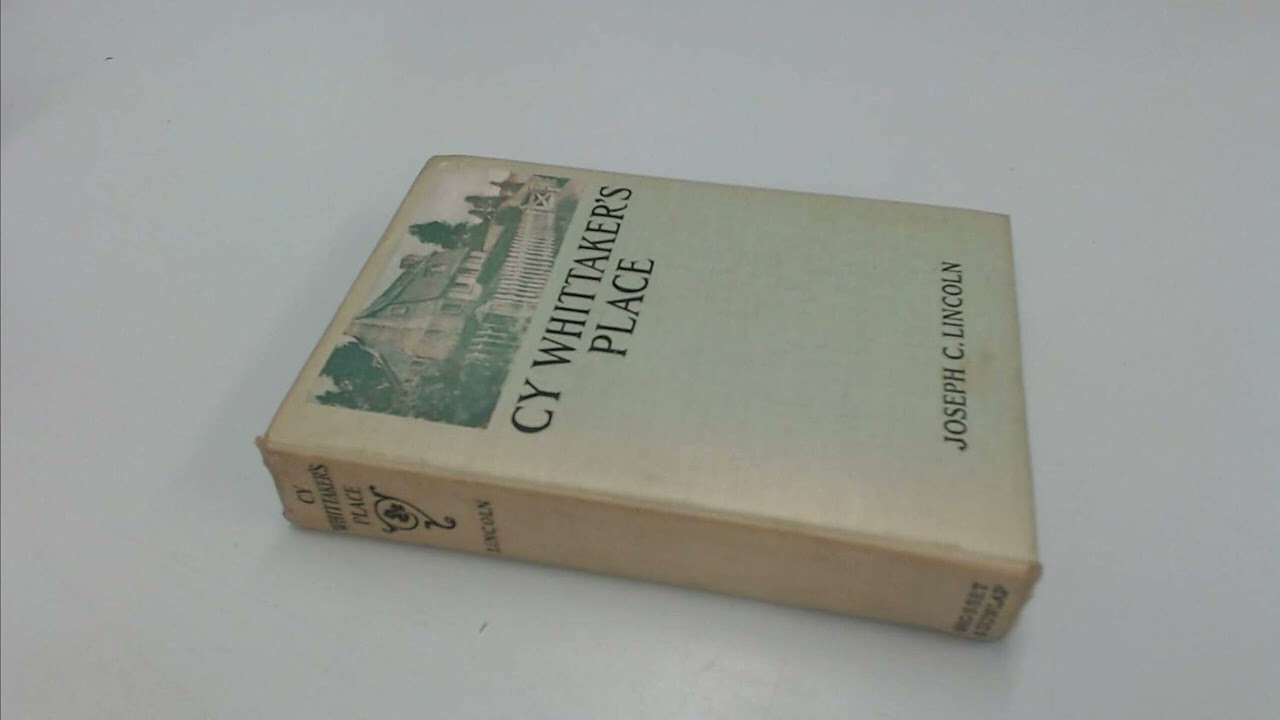 CY WHITTAKER'S
PLACE
JOSEPH C. LINCOLN
CY
WHITTAKER'S
PLACE
LINCOLN
GROSSET
& DUNLAP